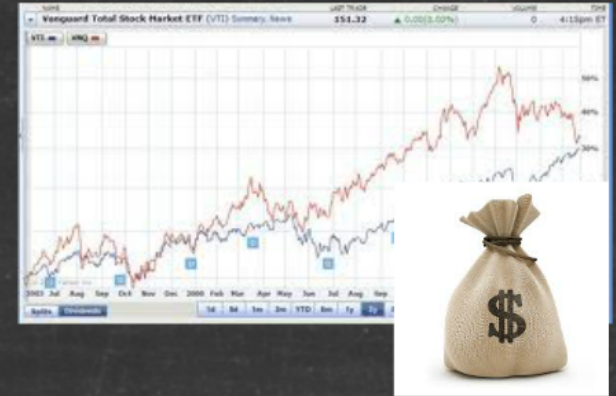 NAME LAST TRADE CHANGE VOLUME TIME
Vanguard Total Stock Market ETF (VTI) Summary, News 151.32 0.00(0.00%) 0 4:15pm ET
VTI VNQ
50%
40%
30%
Jul Aug Sep Oct Nov Dec Feb Mar Apr May Jun Jul Aug Sep
Splits Dividends 1d 5d 1m 3m YTD 6m 1y 2y
$